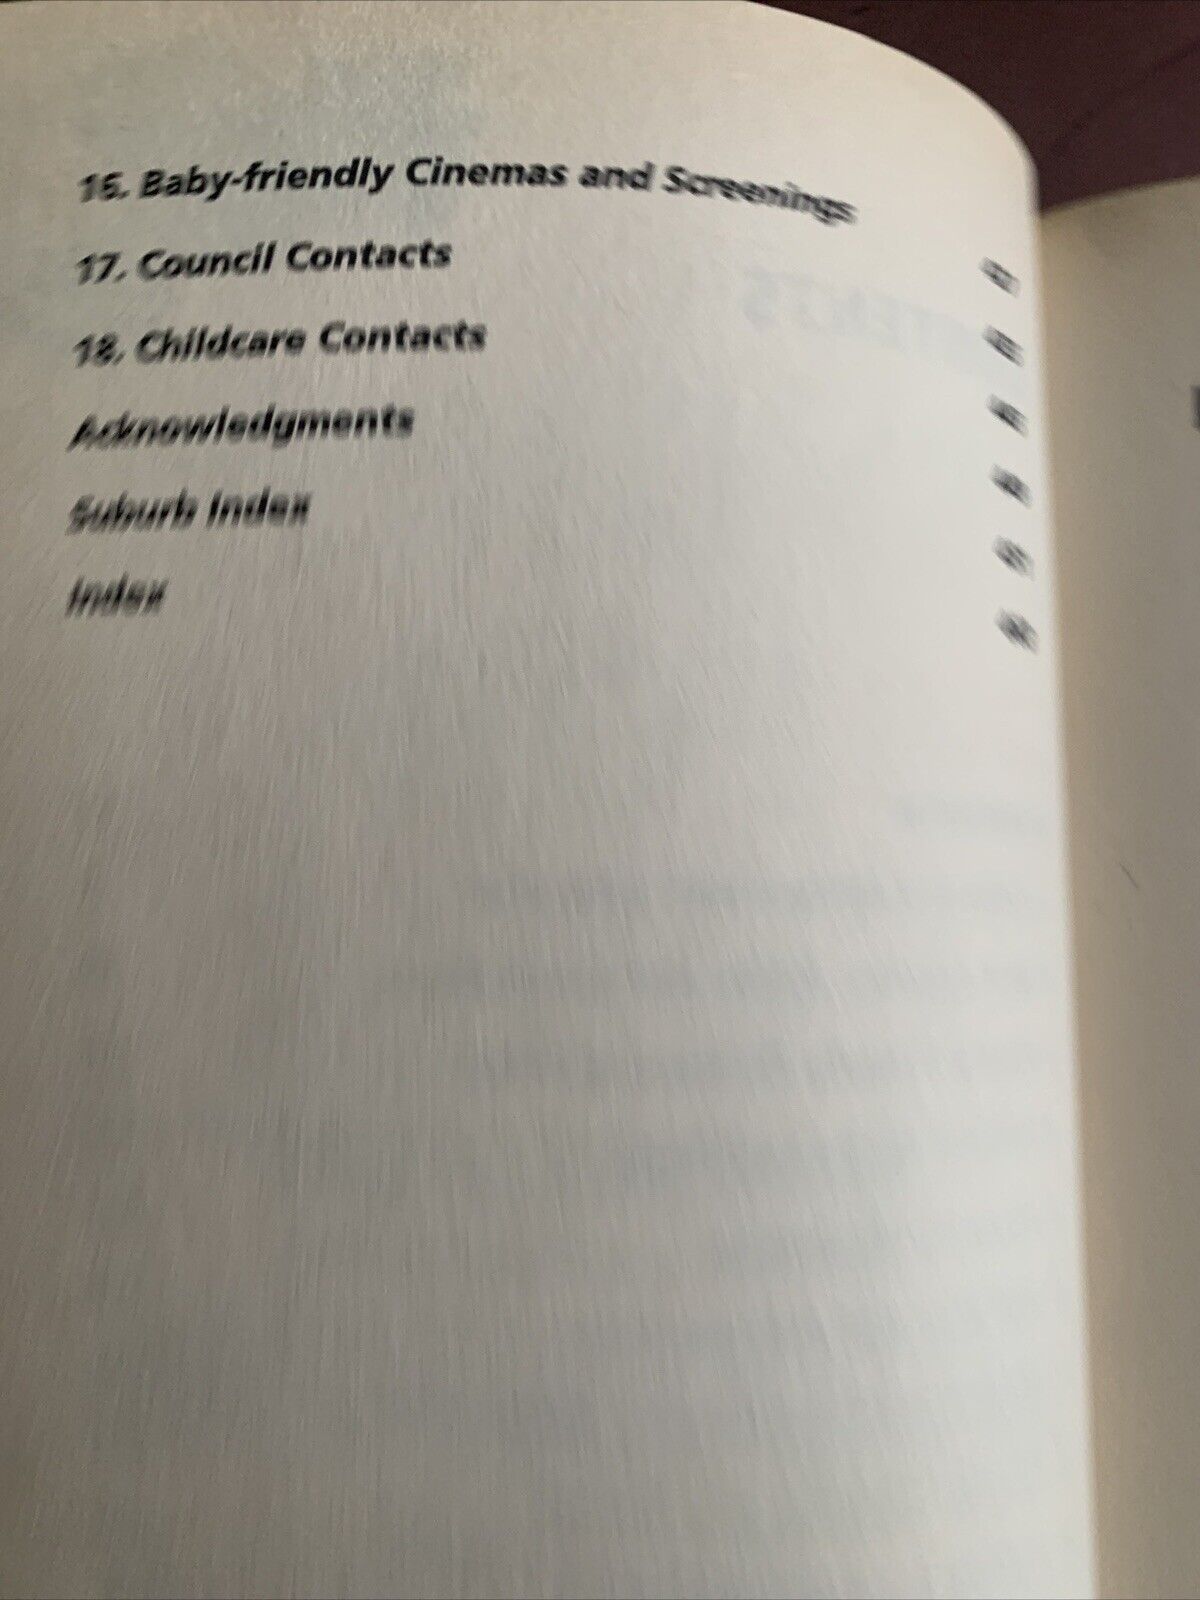 16. Baby-friendly Cinemas and Screenings
17. Council Contacts
18. Childcare Contacts
Acknowledgments
Suburb Index
Index